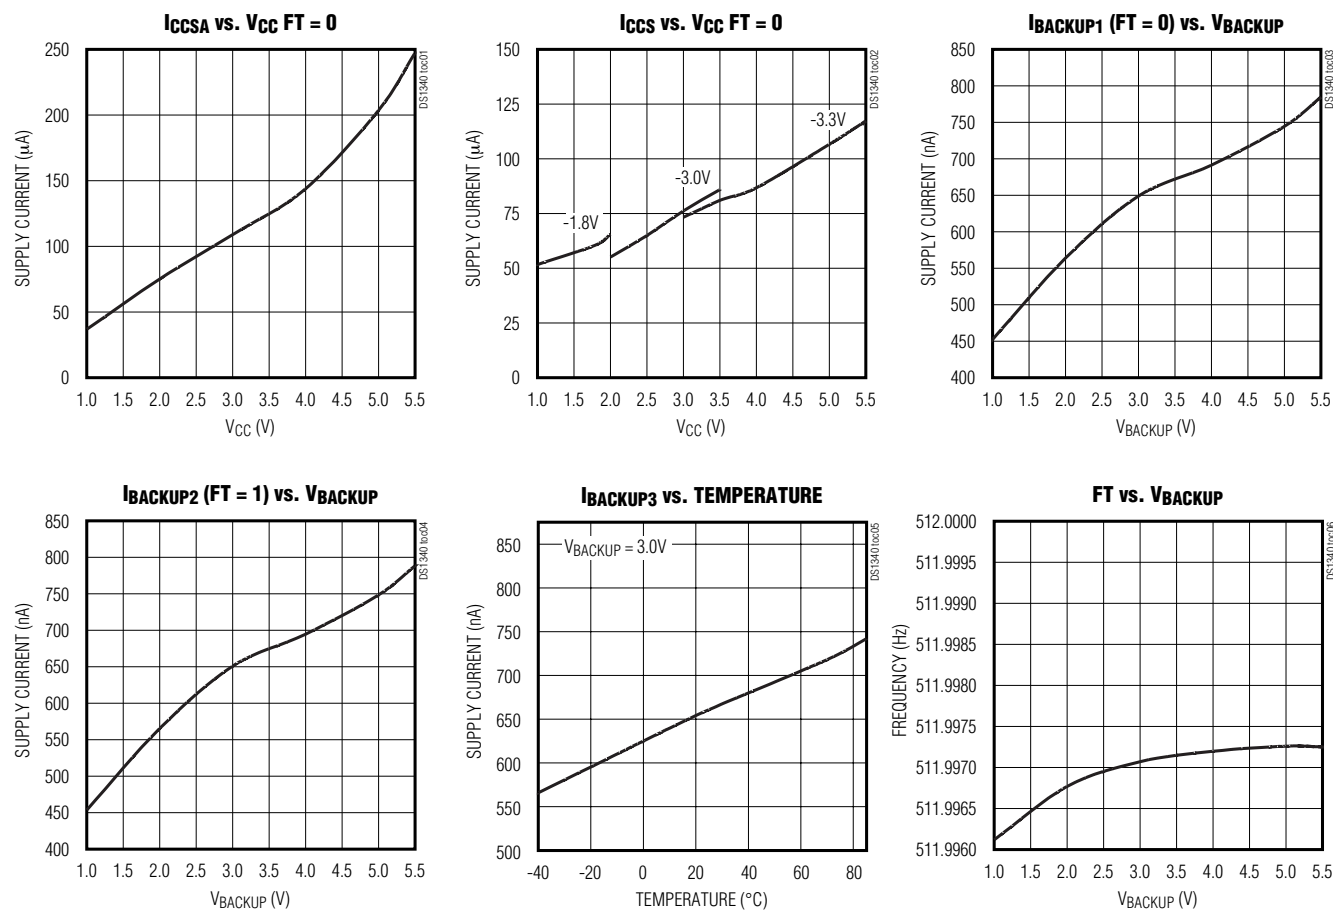 ICCSA vs. VCC FT = 0
250
200
150
100
50
0
SUPPLY CURRENT (µA)
1.0 1.5 2.0 2.5 3.0 3.5 4.0 4.5 5.0 5.5
VCC (V)
DS1340 toc01
ICCS vs. VCC FT = 0
150
125
100
75
50
25
0
SUPPLY CURRENT (µA)
-1.8V
-3.0V
-3.3V
1.0 1.5 2.0 2.5 3.0 3.5 4.0 4.5 5.0 5.5
VCC (V)
DS1340 toc02
IBACKUP1 (FT = 0) vs. VBACKUP
850
800
750
700
650
600
550
500
450
400
SUPPLY CURRENT (nA)
1.0 1.5 2.0 2.5 3.0 3.5 4.0 4.5 5.0 5.5
VBACKUP (V)
DS1340 toc03
IBACKUP2 (FT = 1) vs. VBACKUP
850
800
750
700
650
600
550
500
450
400
SUPPLY CURRENT (nA)
1.0 1.5 2.0 2.5 3.0 3.5 4.0 4.5 5.0 5.5
VBACKUP (V)
DS1340 toc04
IBACKUP3 vs. TEMPERATURE
850
800
750
700
650
600
550
500
SUPPLY CURRENT (nA)
VBACKUP = 3.0V
-40 -20 0 20 40 60 80
TEMPERATURE (°C)
DS1340 toc05
FT vs. VBACKUP
512.0000
511.9995
511.9990
511.9985
511.9980
511.9975
511.9970
511.9965
511.9960
FREQUENCY (Hz)
1.0 1.5 2.0 2.5 3.0 3.5 4.0 4.5 5.0 5.5
VBACKUP (V)
DS1340 toc06